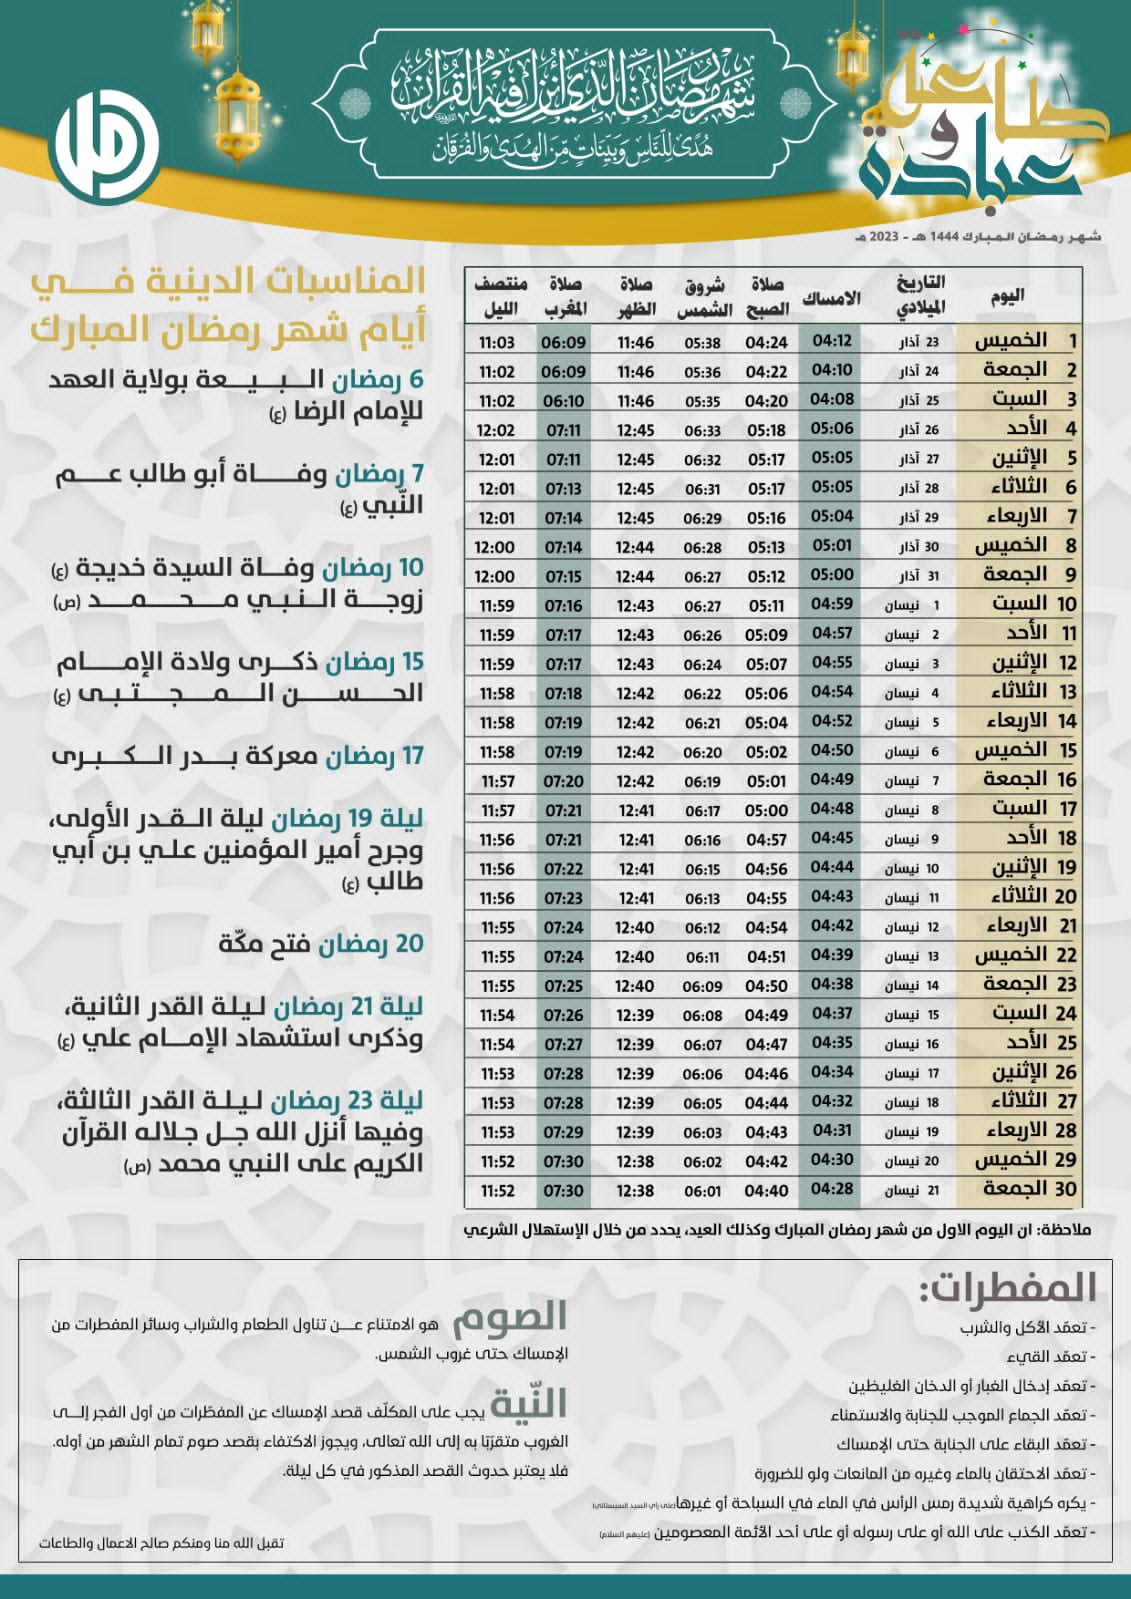 شهر رمضان الذي أنزل فيه القرآن
هُدًى لِلنَّاسِ وَبَيِّنَاتٍ مِّنَ الْهُدَىٰ وَالْفُرْقَانِ
طاعة
و
عبادة
شهر رمضان المبارك 1444 هـ - 2023 مـ
المناسبات الدينية في
أيام شهر رمضان المبارك
6 رمضان البيعة بولاية العهد
للإمام الرضا (ع)
7 رمضان وفاة أبو طالب عم
النّبي (ع)
10 رمضان وفاة السيدة خديجة (ع)
زوجة النبي محمد (ص)
15 رمضان ذكرى ولادة الإمام
الحسن المجتبى (ع)
17 رمضان معركة بدر الكبرى
ليلة 19 رمضان ليلة القدر الأولى،
وجرح أمير المؤمنين علي بن أبي
طالب (ع)
20 رمضان فتح مكّة
ليلة 21 رمضان ليلة القدر الثانية،
وذكرى استشهاد الإمام علي (ع)
ليلة 23 رمضان ليلة القدر الثالثة،
وفيها أنزل الله جل جلاله القرآن
الكريم على النبي محمد (ص)
اليوم التاريخ الميلادي الامساك صلاة الصبح شروق الشمس صلاة الظهر صلاة المغرب منتصف الليل
1 الخميس 23 آذار 04:12 04:24 05:38 11:46 06:09 11:03
2 الجمعة 24 آذار 04:10 04:22 05:36 11:46 06:09 11:02
3 السبت 25 آذار 04:08 04:20 05:35 11:46 06:10 11:02
4 الأحد 26 آذار 05:06 05:18 06:33 12:45 07:11 12:02
5 الإثنين 27 آذار 05:05 05:17 06:32 12:45 07:11 12:01
6 الثلاثاء 28 آذار 05:05 05:17 06:31 12:45 07:13 12:01
7 الاربعاء 29 آذار 05:04 05:16 06:29 12:45 07:14 12:01
8 الخميس 30 آذار 05:01 05:13 06:28 12:44 07:14 12:00
9 الجمعة 31 آذار 05:00 05:12 06:27 12:44 07:15 12:00
10 السبت 1 نيسان 04:59 05:11 06:27 12:43 07:16 11:59
11 الأحد 2 نيسان 04:57 05:09 06:26 12:43 07:17 11:59
12 الإثنين 3 نيسان 04:55 05:07 06:24 12:43 07:17 11:59
13 الثلاثاء 4 نيسان 04:54 05:06 06:22 12:42 07:18 11:58
14 الاربعاء 5 نيسان 04:52 05:04 06:21 12:42 07:19 11:58
15 الخميس 6 نيسان 04:50 05:02 06:20 12:42 07:19 11:58
16 الجمعة 7 نيسان 04:49 05:01 06:19 12:42 07:20 11:57
17 السبت 8 نيسان 04:48 05:00 06:17 12:41 07:21 11:57
18 الأحد 9 نيسان 04:45 04:57 06:16 12:41 07:21 11:56
19 الإثنين 10 نيسان 04:44 04:56 06:15 12:41 07:22 11:56
20 الثلاثاء 11 نيسان 04:43 04:55 06:13 12:41 07:23 11:56
21 الاربعاء 12 نيسان 04:42 04:54 06:12 12:40 07:24 11:55
22 الخميس 13 نيسان 04:39 04:51 06:11 12:40 07:24 11:55
23 الجمعة 14 نيسان 04:38 04:50 06:09 12:40 07:25 11:55
24 السبت 15 نيسان 04:37 04:49 06:08 12:39 07:26 11:54
25 الأحد 16 نيسان 04:35 04:47 06:07 12:39 07:27 11:54
26 الإثنين 17 نيسان 04:34 04:46 06:06 12:39 07:28 11:53
27 الثلاثاء 18 نيسان 04:32 04:44 06:05 12:39 07:28 11:53
28 الاربعاء 19 نيسان 04:31 04:43 06:03 12:39 07:29 11:53
29 الخميس 20 نيسان 04:30 04:42 06:02 12:38 07:30 11:52
30 الجمعة 21 نيسان 04:28 04:40 06:01 12:38 07:30 11:52
ملاحظة: ان اليوم الاول من شهر رمضان المبارك وكذلك العيد، يحدد من خلال الإستهلال الشرعي
المفطرات:
- تعمّد الأكل والشرب
- تعمّد القيء
- تعمّد إدخال الغبار أو الدخان الغليظين
- تعمّد الجماع الموجب للجنابة والاستمناء
- تعمّد البقاء على الجنابة حتى الإمساك
- تعمّد الاحتقان بالماء وغيره من المانعات ولو للضرورة
- يكره كراهية شديدة رمس الرأس في الماء في السباحة أو غيرها (على رأي السيد السيستاني)
- تعمّد الكذب على الله أو على رسوله أو على أحد الأئمة المعصومين (عليهم السلام)
الصوم هو الامتناع عن تناول الطعام والشراب وسائر المفطرات من
الإمساك حتى غروب الشمس.
النّية يجب على المكلّف قصد الإمساك عن المفطّرات من أول الفجر إلى
الغروب متقرّبًا به إلى الله تعالى، ويجوز الاكتفاء بقصد صوم تمام الشهر من أوله.
فلا يعتبر حدوث القصد المذكور في كل ليلة.
تقبل الله منا ومنكم صالح الاعمال والطاعات